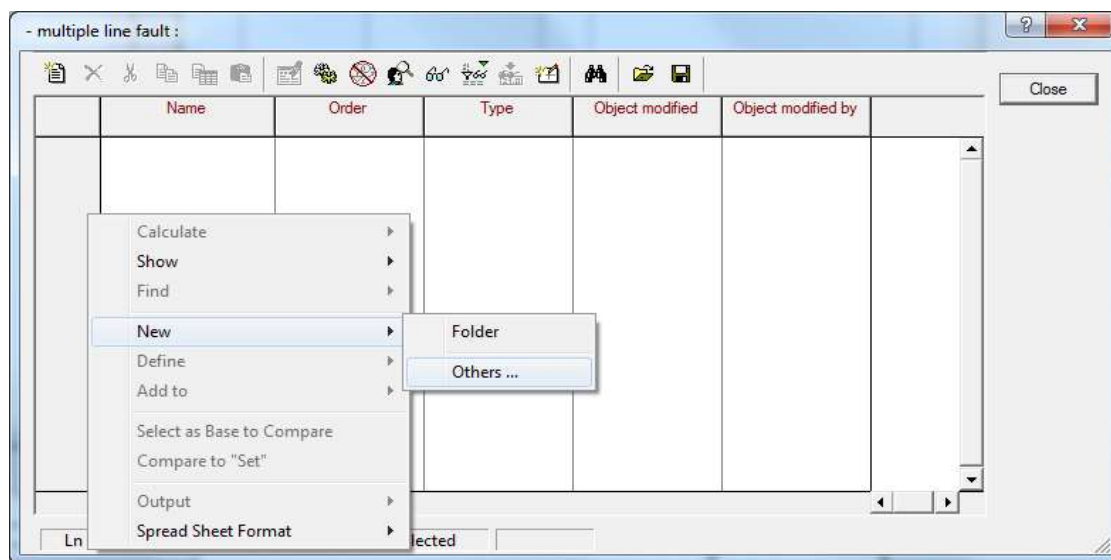 - multiple line fault :
Close
Name Order Type Object modified Object modified by
Calculate
Show
Find
New
Folder
Define
Others ...
Add to
Select as Base to Compare
Compare to "Set"
Output
Spread Sheet Format
Ln